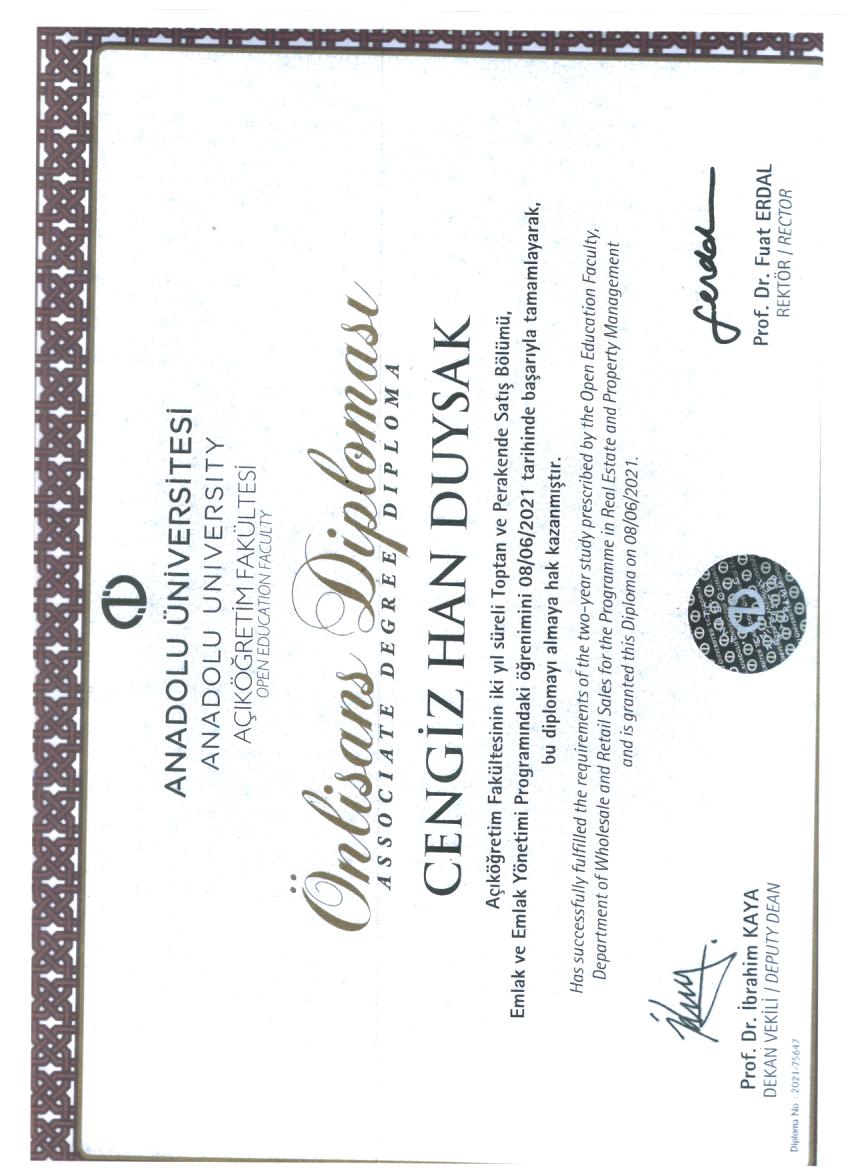 ANADOLU ÜNİVERSİTESİ
ANADOLU UNIVERSITY
AÇIKÖĞRETİM FAKÜLTESİ
OPEN EDUCATION FACULTY
Önlisans Diploması
ASSOCIATE DEGREE DIPLOMA
CENGİZ HAN DUYSAK
Açıköğretim Fakültesinin iki yıl süreli Toptan ve Perakende Satış Bölümü,
Emlak ve Emlak Yönetimi Programındaki öğrenimini 08/06/2021 tarihinde başarıyla tamamlayarak,
bu diplomayı almaya hak kazanmıştır.
Has successfully fulfilled the requirements of the two-year study prescribed by the Open Education Faculty,
Department of Wholesale and Retail Sales for the Programme in Real Estate and Property Management
and is granted this Diploma on 08/06/2021.
Prof. Dr. İbrahim KAYA
DEKAN VEKİLİ / DEPUTY DEAN
Prof. Dr. Fuat ERDAL
REKTÖR / RECTOR
Diploma No : 2021-75647